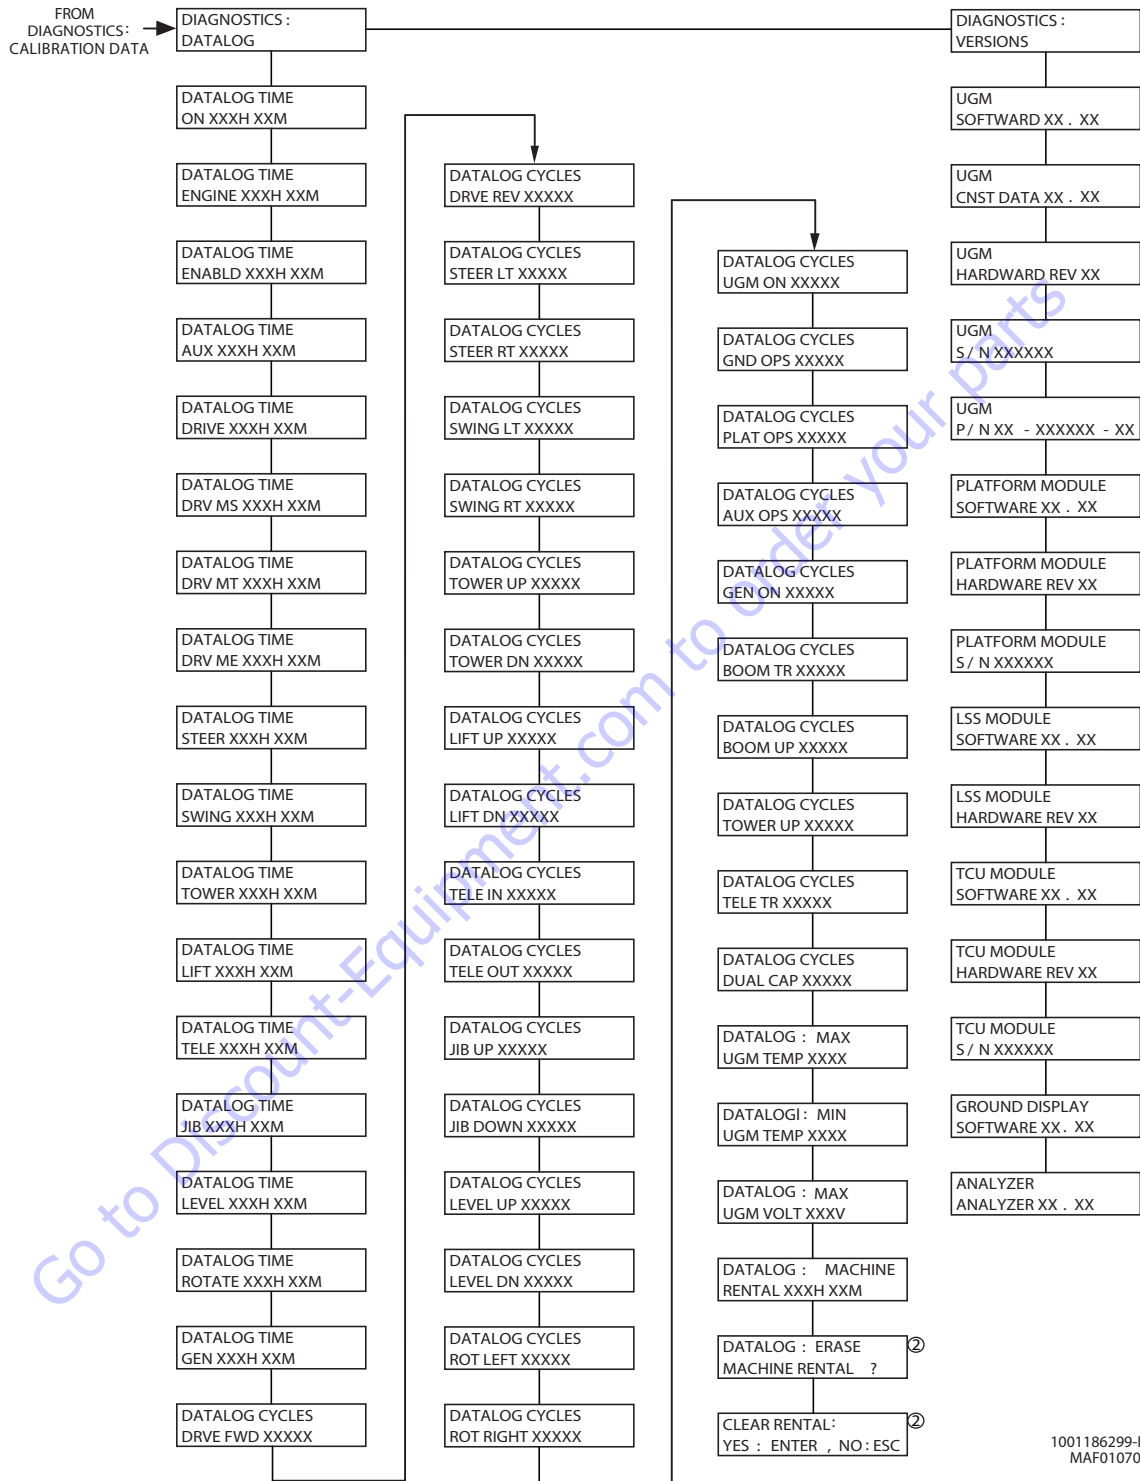 FROM
DIAGNOSTICS:
CALIBRATION DATA
DIAGNOSTICS :
DATALOG
DATALOG TIME
ON XXXH XXM
DATALOG TIME
ENGINE XXXH XXM
DATALOG TIME
ENABLD XXXH XXM
DATALOG TIME
AUX XXXH XXM
DATALOG TIME
DRIVE XXXH XXM
DATALOG TIME
DRV MS XXXH XXM
DATALOG TIME
DRV MT XXXH XXM
DATALOG TIME
DRV ME XXXH XXM
DATALOG TIME
STEER XXXH XXM
DATALOG TIME
SWING XXXH XXM
DATALOG TIME
TOWER XXXH XXM
DATALOG TIME
LIFT XXXH XXM
DATALOG TIME
TELE XXXH XXM
DATALOG TIME
JIB XXXH XXM
DATALOG TIME
LEVEL XXXH XXM
DATALOG TIME
ROTATE XXXH XXM
DATALOG TIME
GEN XXXH XXM
DATALOG CYCLES
DRVE FWD XXXXX
DATALOG CYCLES
DRVE REV XXXXX
DATALOG CYCLES
STEER LT XXXXX
DATALOG CYCLES
STEER RT XXXXX
DATALOG CYCLES
SWING LT XXXXX
DATALOG CYCLES
SWING RT XXXXX
DATALOG CYCLES
TOWER UP XXXXX
DATALOG CYCLES
TOWER DN XXXXX
DATALOG CYCLES
LIFT UP XXXXX
DATALOG CYCLES
LIFT DN XXXXX
DATALOG CYCLES
TELE IN XXXXX
DATALOG CYCLES
TELE OUT XXXXX
DATALOG CYCLES
JIB UP XXXXX
DATALOG CYCLES
JIB DOWN XXXXX
DATALOG CYCLES
LEVEL UP XXXXX
DATALOG CYCLES
LEVEL DN XXXXX
DATALOG CYCLES
ROT LEFT XXXXX
DATALOG CYCLES
ROT RIGHT XXXXX
DATALOG CYCLES
UGM ON XXXXX
DATALOG CYCLES
GND OPS XXXXX
DATALOG CYCLES
PLAT OPS XXXXX
DATALOG CYCLES
AUX OPS XXXXX
DATALOG CYCLES
GEN ON XXXXX
DATALOG CYCLES
BOOM TR XXXXX
DATALOG CYCLES
BOOM UP XXXXX
DATALOG CYCLES
TOWER UP XXXXX
DATALOG CYCLES
TELE TR XXXXX
DATALOG CYCLES
DUAL CAP XXXXX
DATALOG : MAX
UGM TEMP XXXX
DATALOGI : MIN
UGM TEMP XXXX
DATALOG : MAX
UGM VOLT XXXV
DATALOG : MACHINE
RENTAL XXXH XXM
DATALOG : ERASE ②
MACHINE RENTAL ?
CLEAR RENTAL: ②
YES : ENTER , NO : ESC
DIAGNOSTICS :
VERSIONS
UGM
SOFTWARD XX . XX
UGM
CNST DATA XX . XX
UGM
HARDWARD REV XX
UGM
S / N XXXXXX
UGM
P / N XX - XXXXXX - XX
PLATFORM MODULE
SOFTWARE XX . XX
PLATFORM MODULE
HARDWARE REV XX
PLATFORM MODULE
S / N XXXXXX
LSS MODULE
SOFTWARE XX . XX
LSS MODULE
HARDWARE REV XX
TCU MODULE
SOFTWARE XX . XX
TCU MODULE
HARDWARE REV XX
TCU MODULE
S / N XXXXXX
GROUND DISPLAY
SOFTWARE XX . XX
ANALYZER
ANALYZER XX . XX
MAF01070
Go to Discount-Equipment.com to order your parts